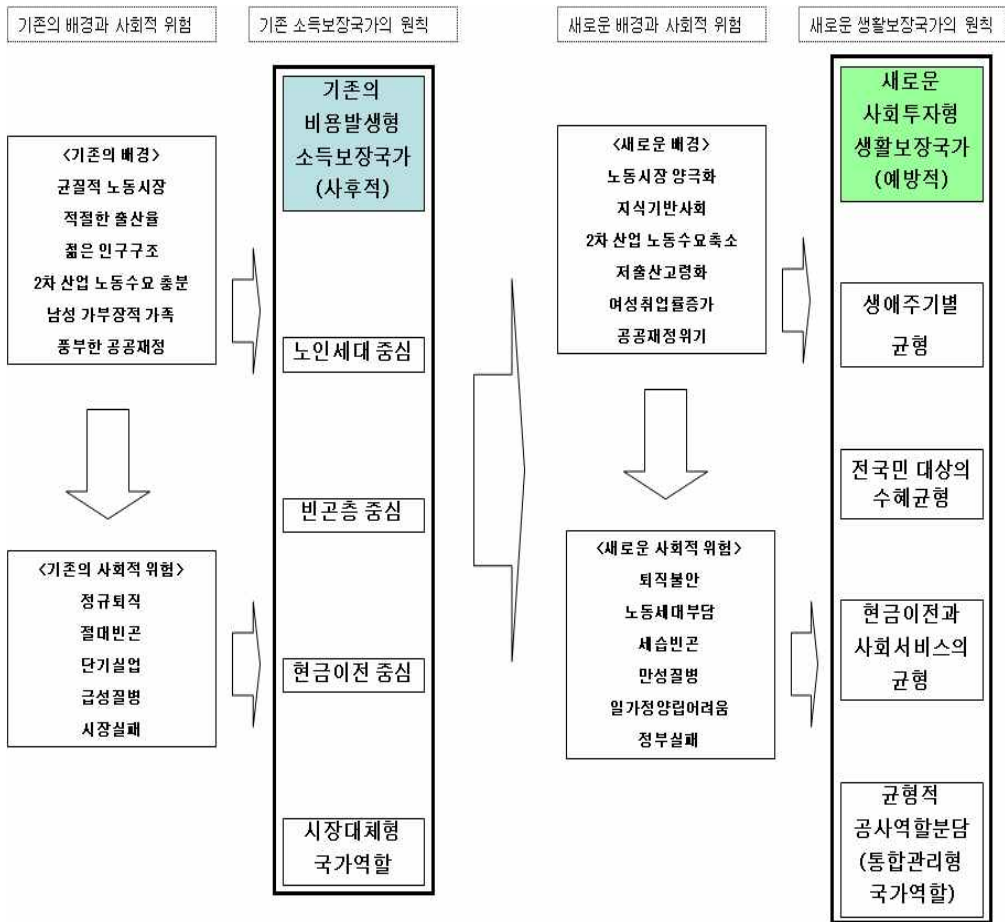 기존의 배경과 사회적 위험
기존 소득보장국가의 원칙
새로운 배경과 사회적 위험
새로운 생활보장국가의 원칙
<기존의 배경>
균질적 노동시장
적절한 출산율
젊은 인구구조
2차 산업 노동수요 충분
남성 가부장적 가족
풍부한 공공재정
<기존의 사회적 위험>
정규퇴직
절대빈곤
단기실업
급성질병
시장실패
기존의
비용발생형
소득보장국가
(사후적)
노인세대 중심
빈곤층 중심
현금이전 중심
시장대체형
국가역할
<새로운 배경>
노동시장 양극화
지식기반사회
2차 산업 노동수요축소
저출산고령화
여성취업률증가
공공재정위기
<새로운 사회적 위험>
퇴직불안
노동세대부담
세습빈곤
만성질병
일가정양립어려움
정부실패
새로운
사회투자형
생활보장국가
(예방적)
생애주기별
균형
전국민 대상의
수혜균형
현금이전과
사회서비스의
균형
균형적
공사역할분담
(통합관리형
국가역할)